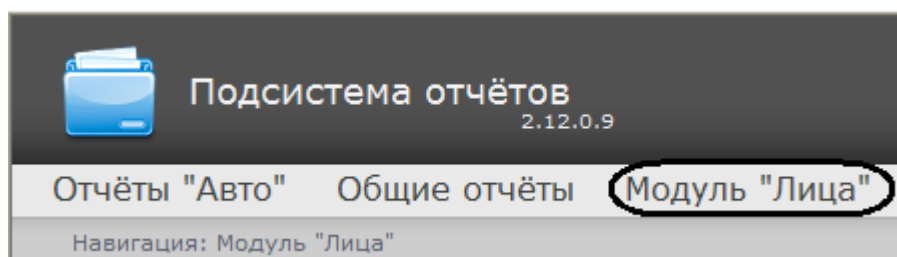 Подсистема отчётов
2.12.0.9
Отчёты "Авто" Общие отчёты Модуль "Лица"
Навигация: Модуль "Лица"